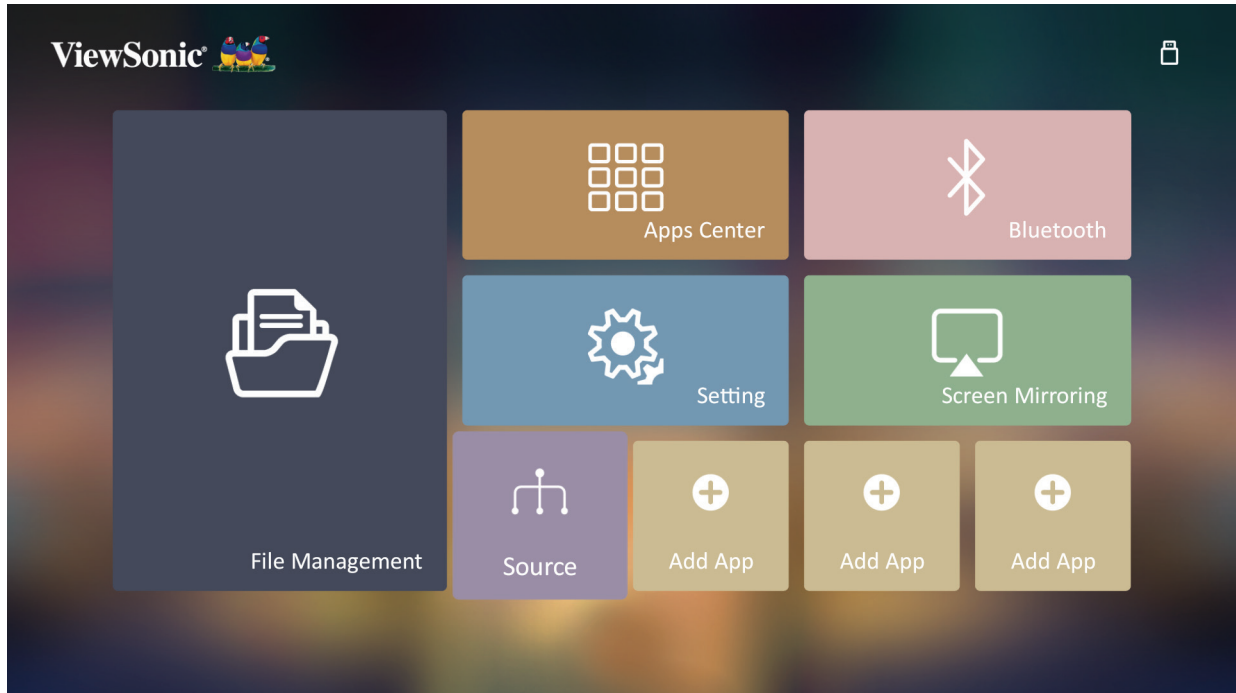 ViewSonic®
Apps Center
Bluetooth
Setting
Screen Mirroring
File Management
Source
Add App
Add App
Add App